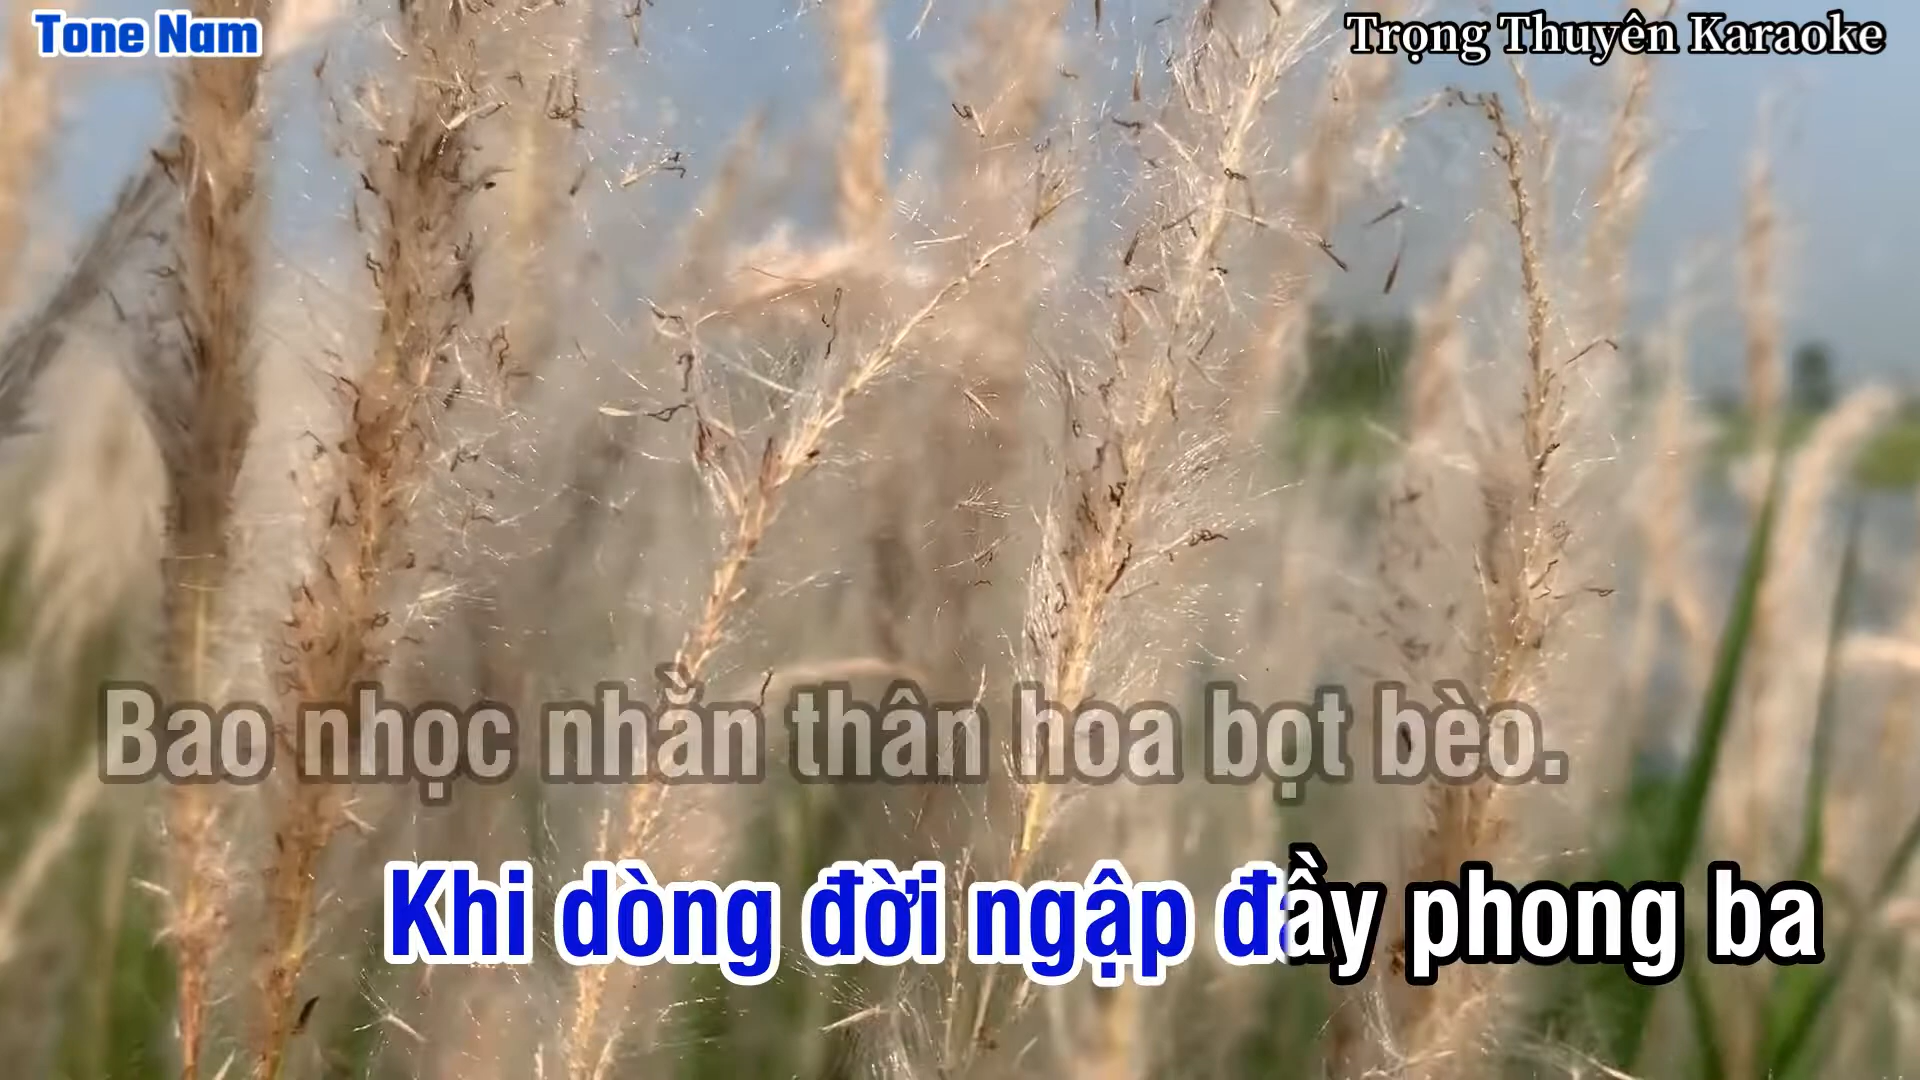 Tone Nam
Trọng Thuyên Karaoke
Bao nhọc nhằn thân hoa bọt bèo.
Khi dòng đời ngập đầy phong ba